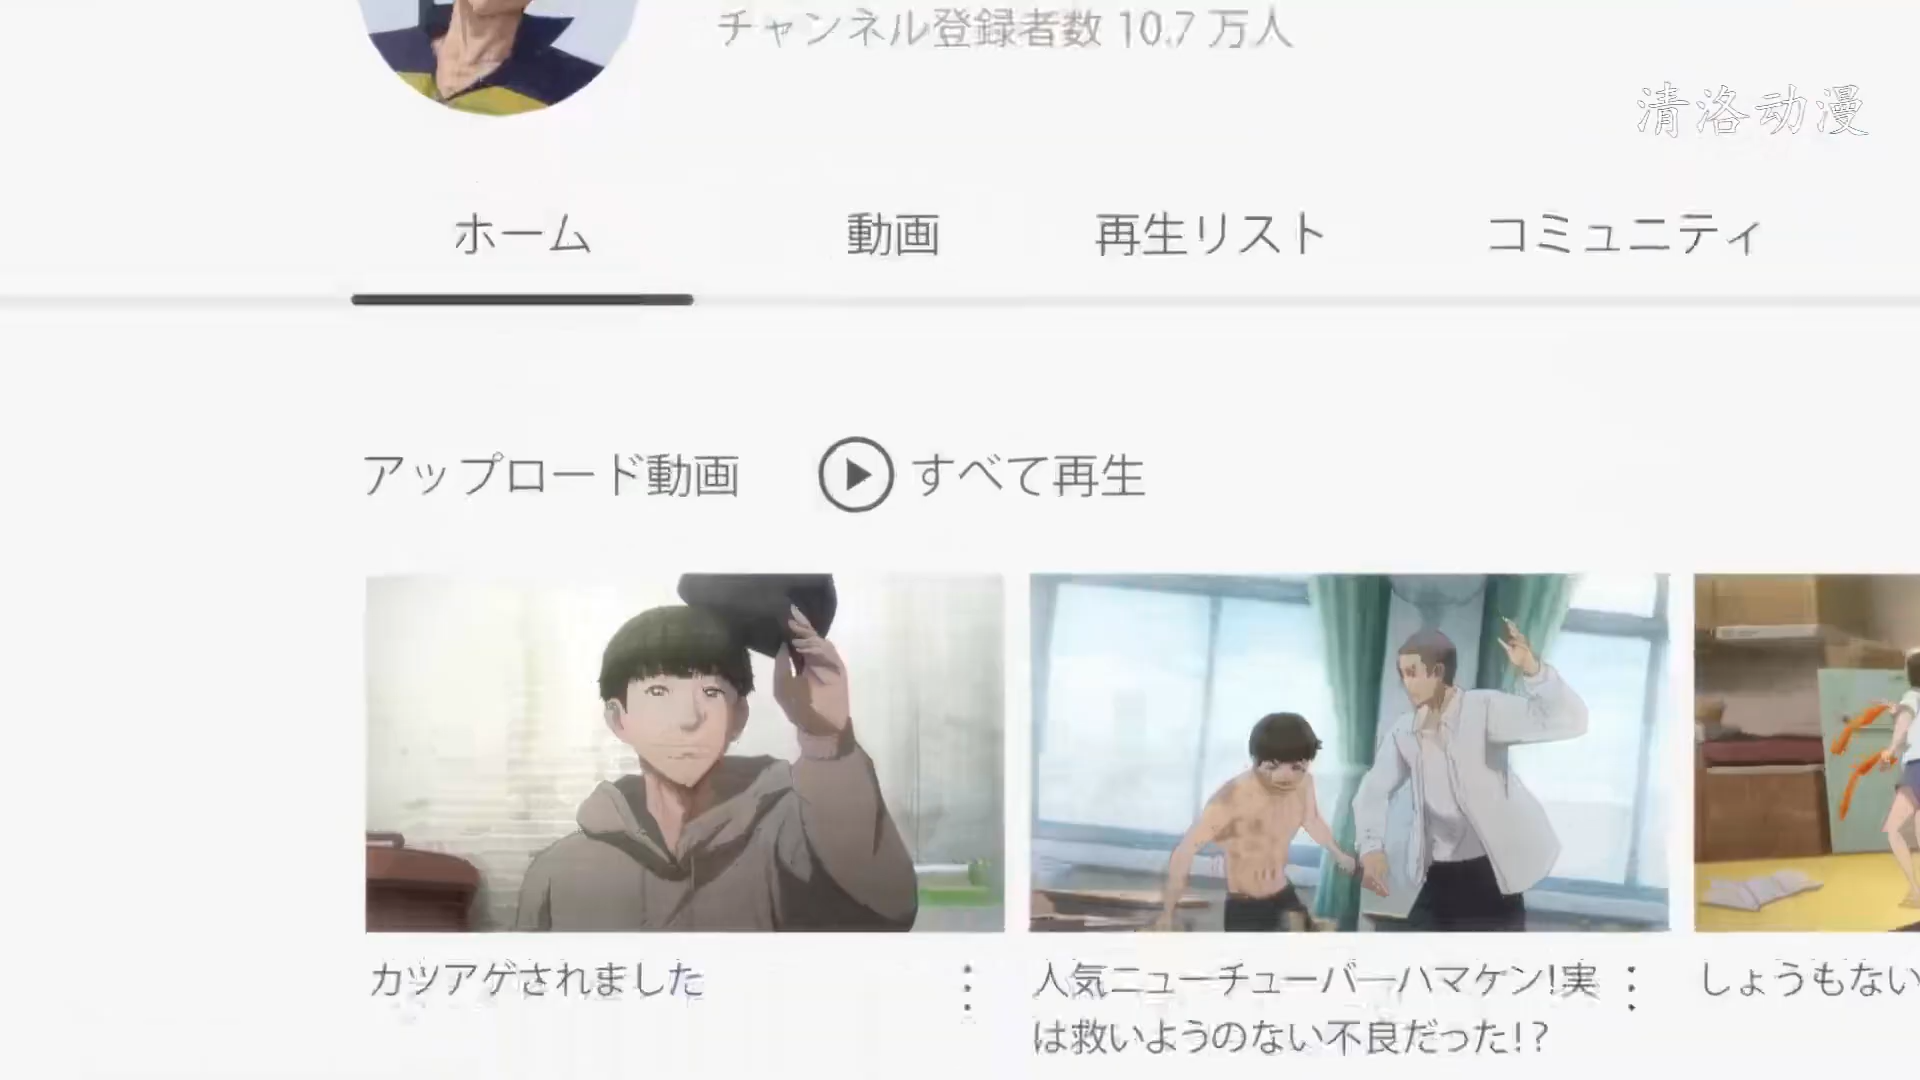 チャンネル登録者数 10.7 万人
清洛动漫
ホーム 動画 再生リスト コミュニティ
アップロード動画 すべて再生
カツアゲされました
人気ニューチューバーハマケン!実
は救いようのない不良だった!?
しょうもない